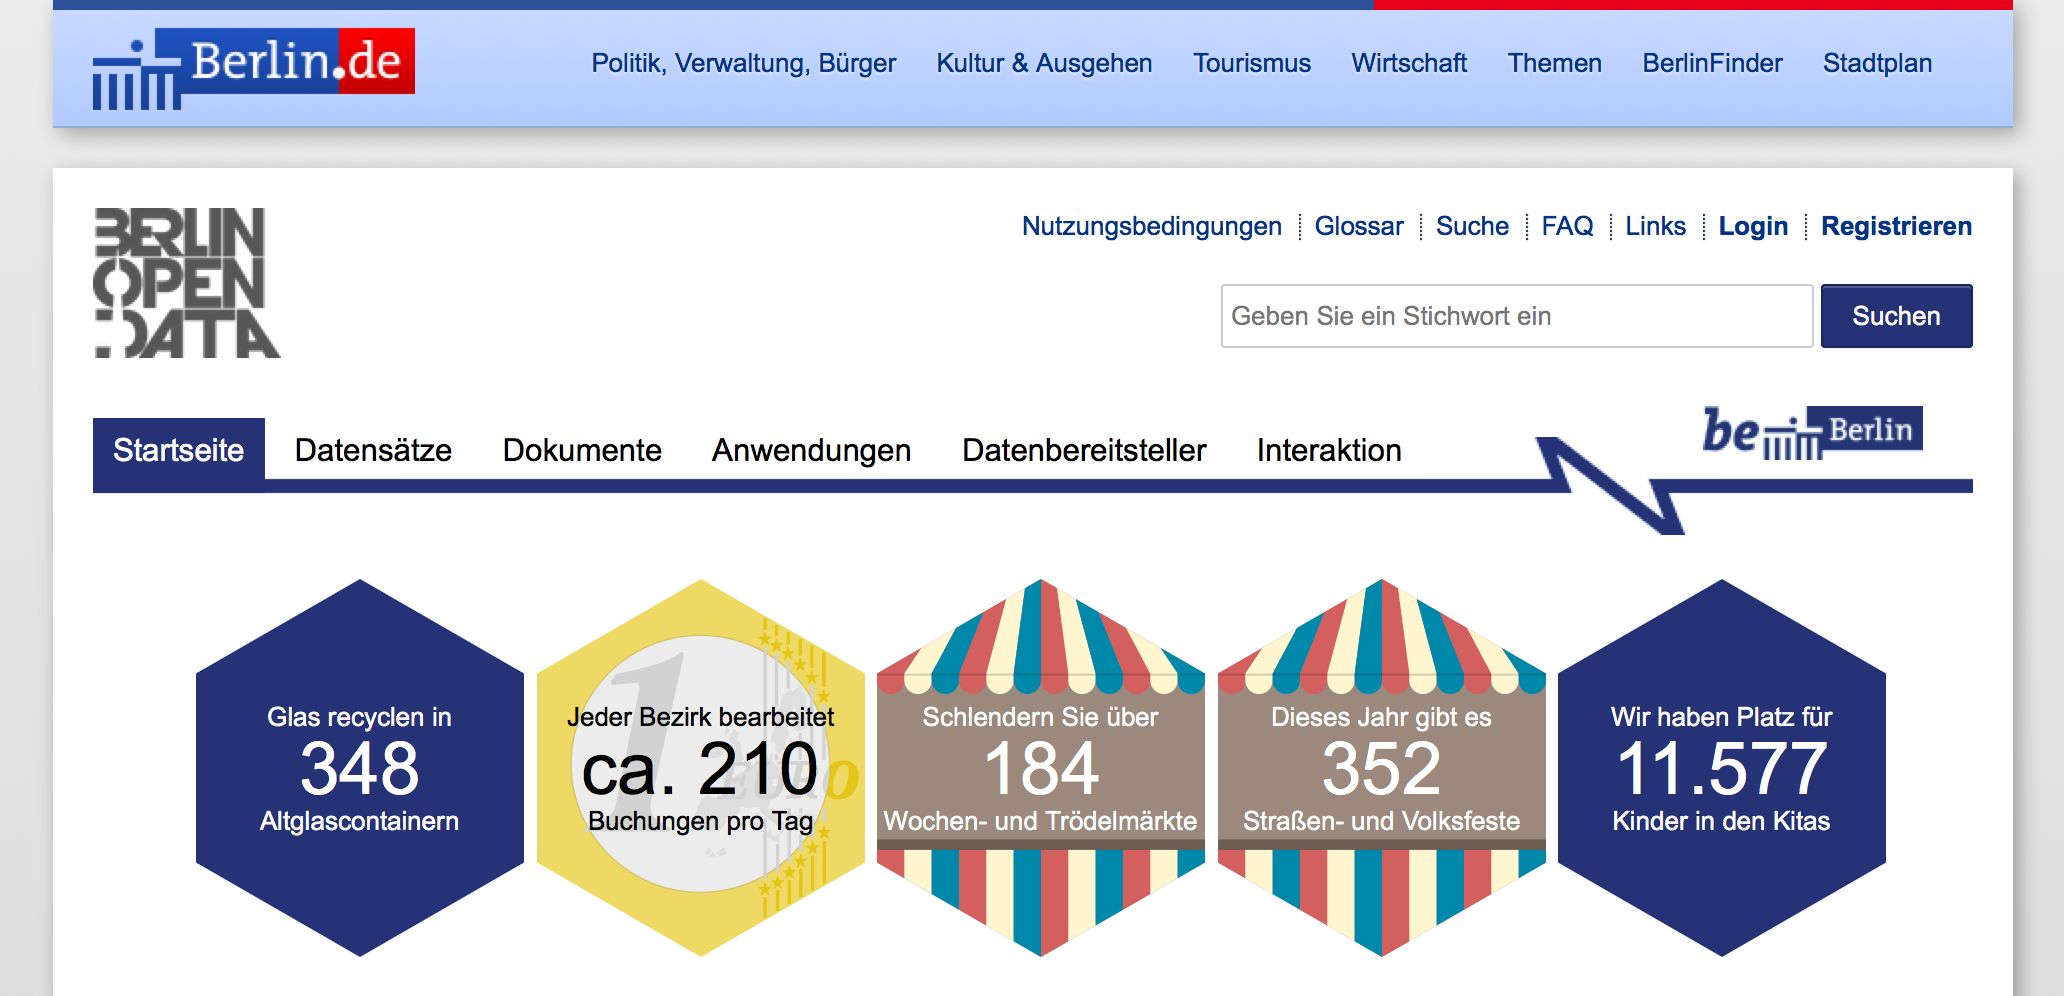 Berlin.de
Politik, Verwaltung, Bürger Kultur & Ausgehen Tourismus Wirtschaft Themen BerlinFinder Stadtplan
BERLIN
OPEN
DATA
Nutzungsbedingungen Glossar Suche FAQ Links Login Registrieren
Geben Sie ein Stichwort ein Suchen
be Berlin
Startseite Datensätze Dokumente Anwendungen Datenbereitsteller Interaktion
Glas recyclen in
348
Altglascontainern
Jeder Bezirk bearbeitet
ca. 210
Buchungen pro Tag
1
EURO
Schlendern Sie über
184
Wochen- und Trödelmärkte
Dieses Jahr gibt es
352
Straßen- und Volksfeste
Wir haben Platz für
11.577
Kinder in den Kitas